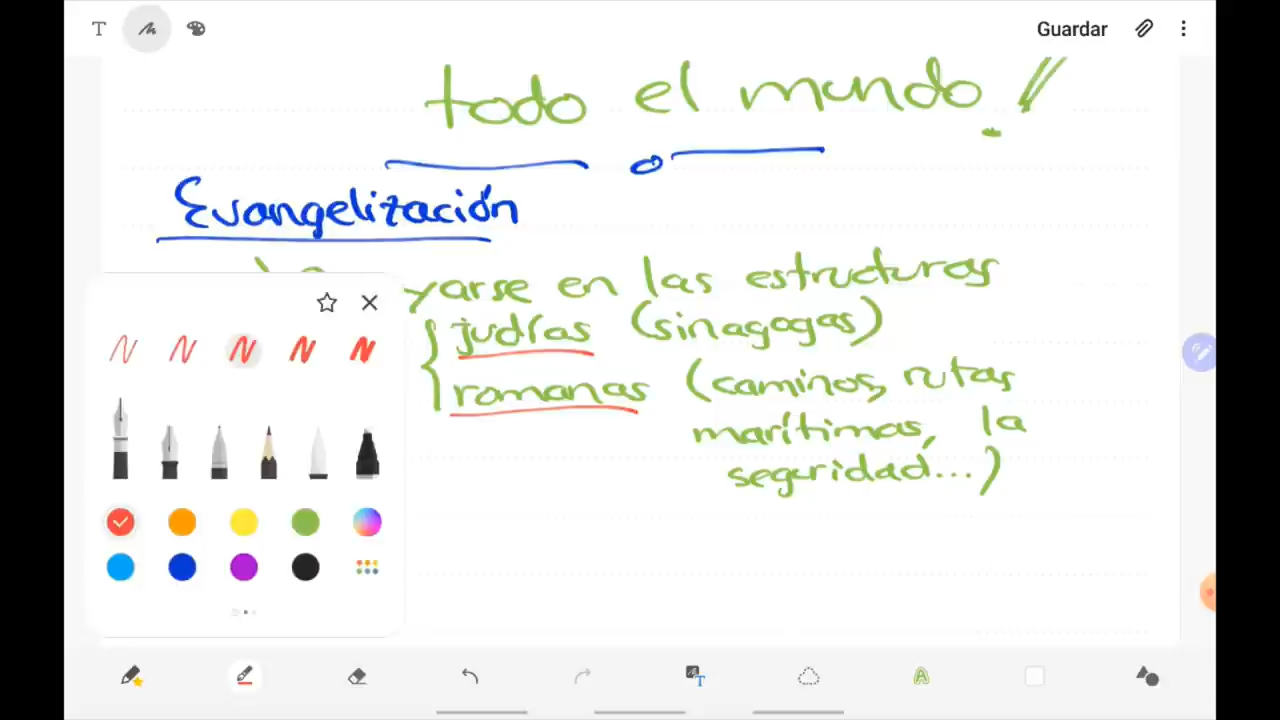 T
Guardar
todo el mundo!
Evangelización
yarse en las estructuras
judías (sinagogas)
romanas (caminos, rutas
marítimas, la
seguridad...)